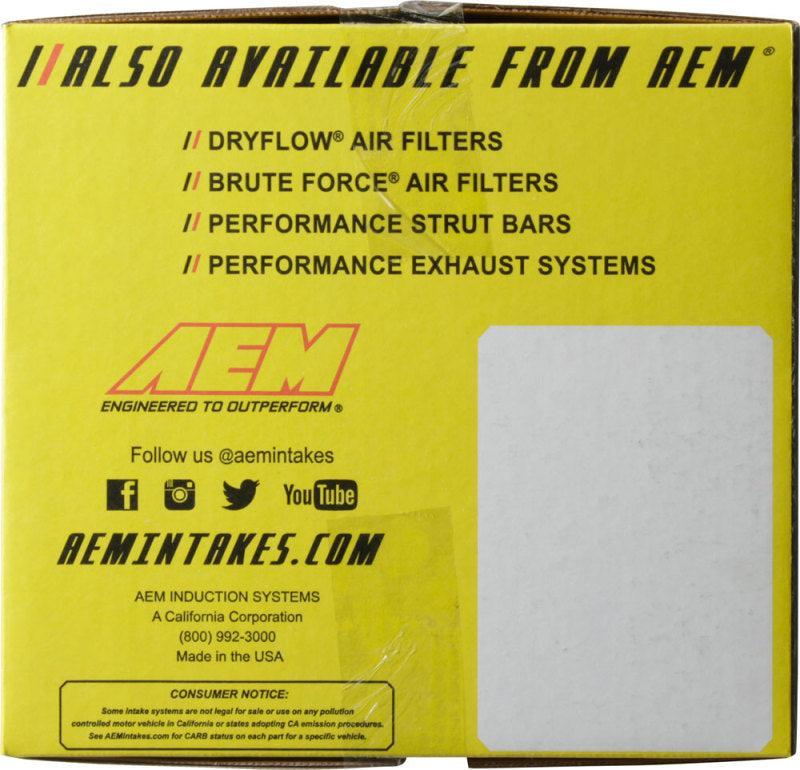 //ALSO AVAILABLE FROM AEM®
// DRYFLOW® AIR FILTERS
// BRUTE FORCE® AIR FILTERS
// PERFORMANCE STRUT BARS
// PERFORMANCE EXHAUST SYSTEMS
AEM
ENGINEERED TO OUTPERFORM®
Follow us @aemintakes
f YouTube
AEMINTAKES.COM
AEM INDUCTION SYSTEMS
A California Corporation
(800) 992-3000
Made in the USA
CONSUMER NOTICE:
Some intake systems are not legal for sale or use on any pollution
controlled motor vehicle in California or states adopting CA emission procedures.
See AEMintakes.com for CARB status on each part for a specific vehicle.